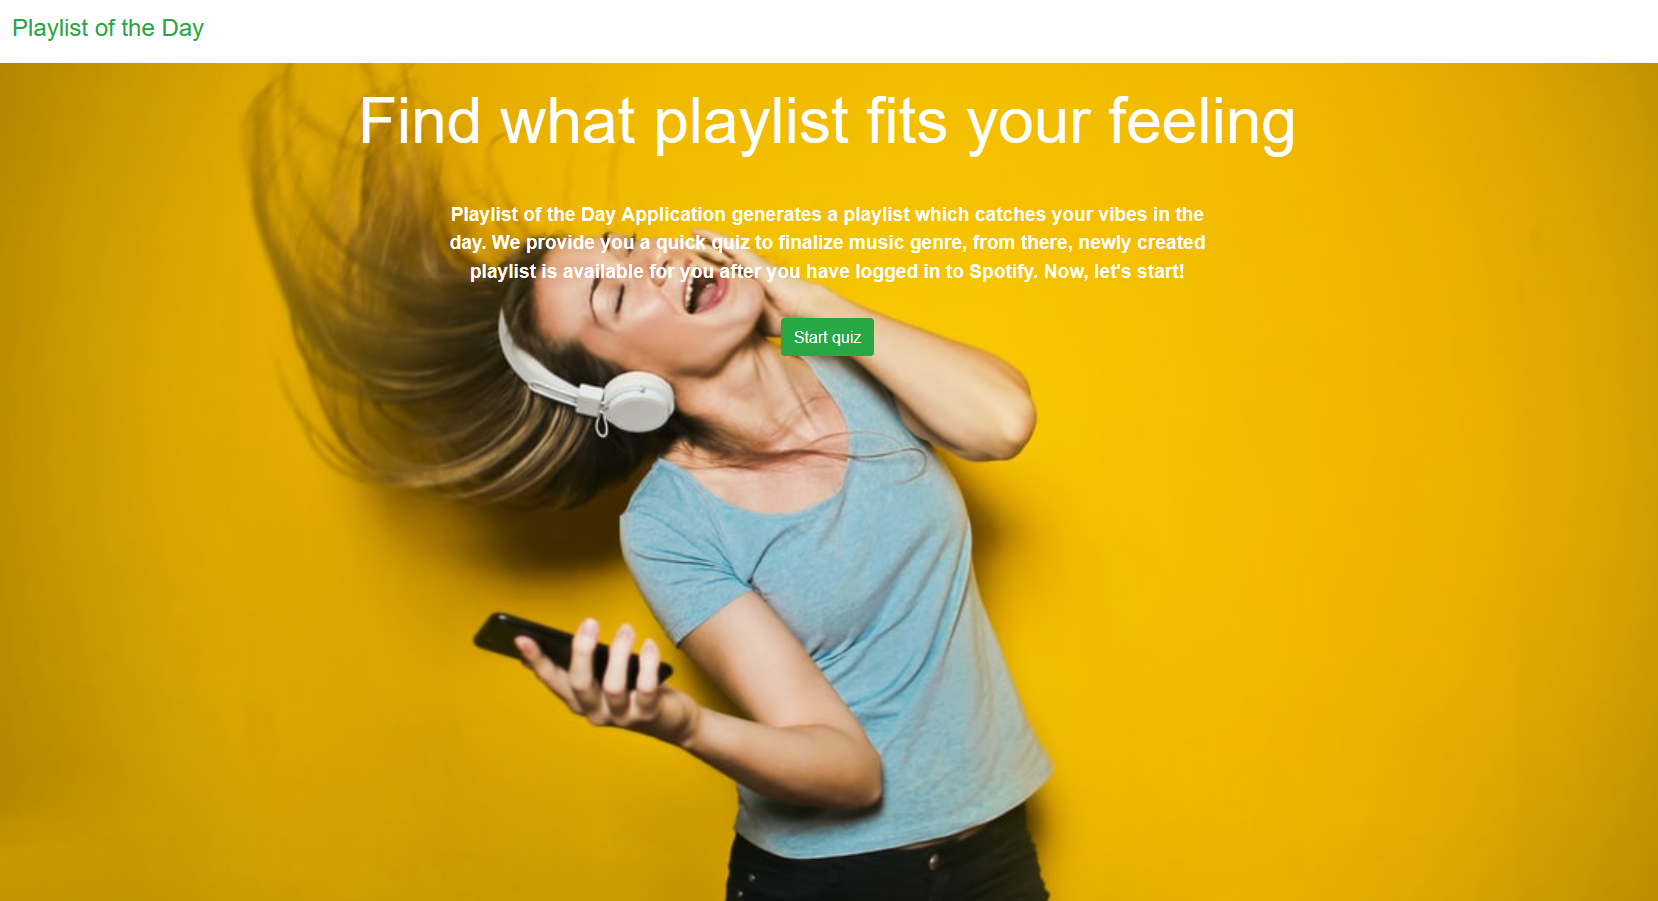 Playlist of the Day
Find what playlist fits your feeling
Playlist of the Day Application generates a playlist which catches your vibes in the
day. We provide you a quick quiz to finalize music genre, from there, newly created
playlist is available for you after you have logged in to Spotify. Now, let's start!
Start quiz